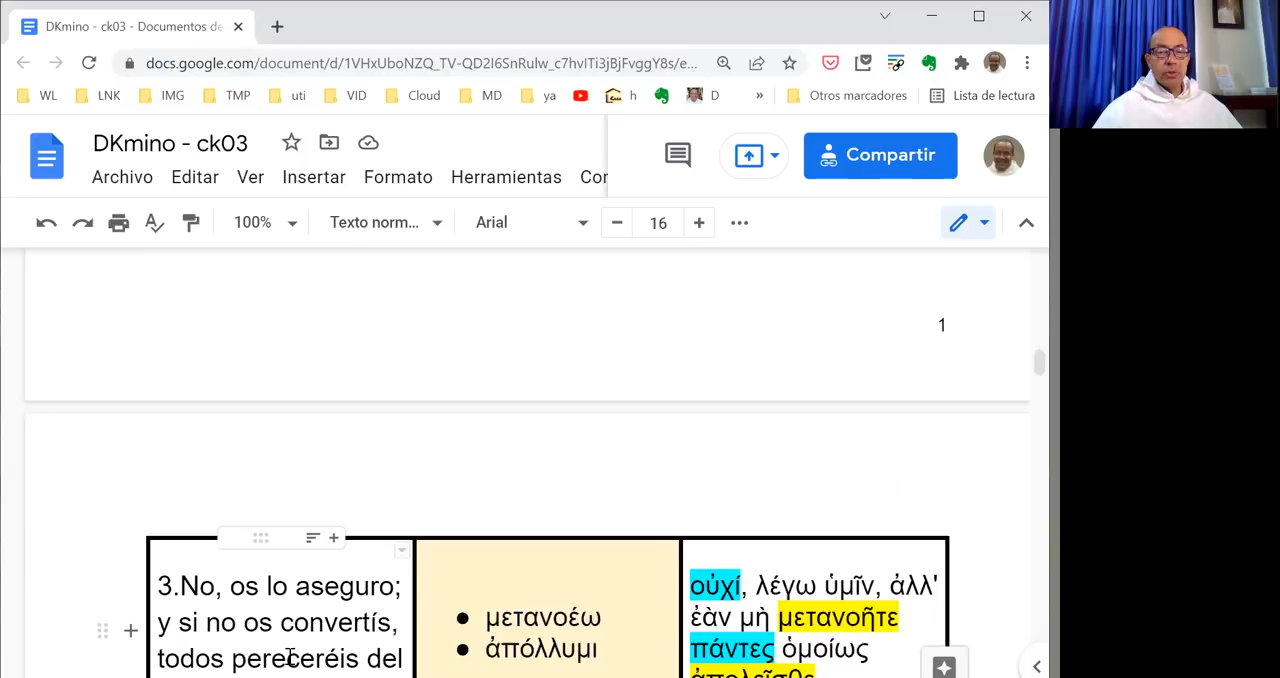 DKmino - ck03 - Documentos de
docs.google.com/document/d/1VHxUboNZQ_TV-QD2I6SnRulw_c7hvITi3jBjFvggY8s/e...
WL LNK IMG TMP uti VID Cloud MD ya h D » Otros marcadores Lista de lectura
DKmino - ck03
Archivo Editar Ver Insertar Formato Herramientas Cor
Compartir
100% Texto norm... Arial 16
1
3.No, os lo aseguro;
y si no os convertís,
todos pereceréis del
μετανοέω
ἀπόλλυμι
οὐχί, λέγω ὑμῖν, ἀλλ'
ἐὰν μὴ μετανοῆτε
πάντες ὁμοίως
ἀπολεῖσθε